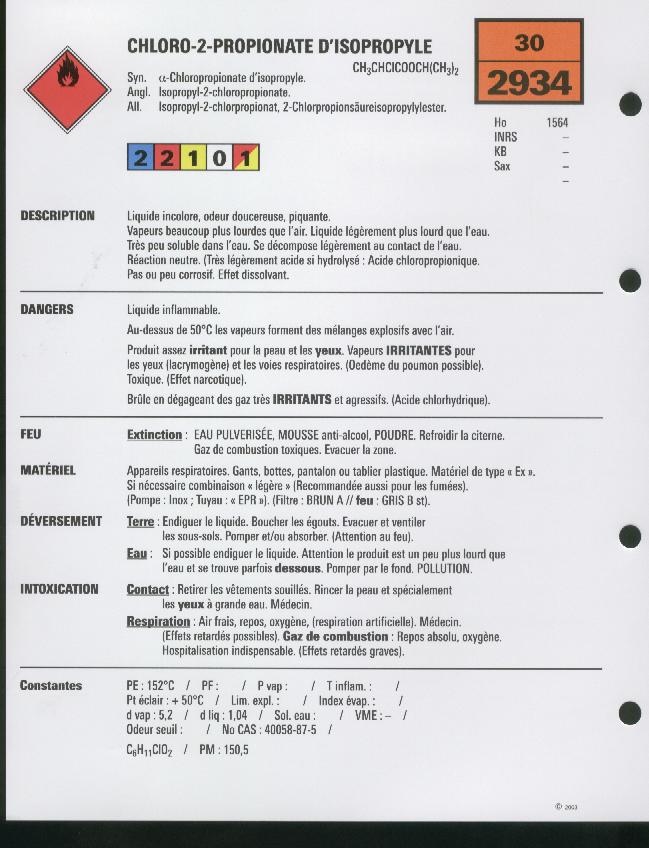 CHLORO-2-PROPIONATE D'ISOPROPYLE
CH3CHClCOOCH(CH3)2
Syn. α-Chloropropionate d'isopropyle.
Angl. Isopropyl-2-chloropropionate.
All. Isopropyl-2-chlorpropionat, 2-Chlorpropionsäureisopropylylester.
30
2934
Ho 1564
INRS –
KB –
Sax –
–
2 2 1 0 1
DESCRIPTION
Liquide incolore, odeur doucereuse, piquante.
Vapeurs beaucoup plus lourdes que l'air. Liquide légèrement plus lourd que l'eau.
Très peu soluble dans l'eau. Se décompose légèrement au contact de l'eau.
Réaction neutre. (Très légèrement acide si hydrolysé : Acide chloropropionique.
Pas ou peu corrosif. Effet dissolvant.
DANGERS
Liquide inflammable.
Au-dessus de 50°C les vapeurs forment des mélanges explosifs avec l'air.
Produit assez irritant pour la peau et les yeux. Vapeurs IRRITANTES pour
les yeux (lacrymogène) et les voies respiratoires. (Oedème du poumon possible).
Toxique. (Effet narcotique).
Brûle en dégageant des gaz très IRRITANTS et agressifs. (Acide chlorhydrique).
FEU
Extinction : EAU PULVERISÉE, MOUSSE anti-alcool, POUDRE. Refroidir la citerne.
Gaz de combustion toxiques. Evacuer la zone.
MATÉRIEL
Appareils respiratoires. Gants, bottes, pantalon ou tablier plastique. Matériel de type « Ex ».
Si nécessaire combinaison « légère » (Recommandée aussi pour les fumées).
(Pompe : Inox ; Tuyau : « EPR »). (Filtre : BRUN A // feu : GRIS B st).
DÉVERSEMENT
Terre : Endiguer le liquide. Boucher les égouts. Evacuer et ventiler
les sous-sols. Pomper et/ou absorber. (Attention au feu).
Eau : Si possible endiguer le liquide. Attention le produit est un peu plus lourd que
l'eau et se trouve parfois dessous. Pomper par le fond. POLLUTION.
INTOXICATION
Contact : Retirer les vêtements souillés. Rincer la peau et spécialement
les yeux à grande eau. Médecin.
Respiration : Air frais, repos, oxygène, (respiration artificielle). Médecin.
(Effets retardés possibles). Gaz de combustion : Repos absolu, oxygène.
Hospitalisation indispensable. (Effets retardés graves).
Constantes
PE : 152°C / PF : / P vap : / T inflam. : /
Pt éclair : + 50°C / Lim. expl. : / Index évap. : /
d vap : 5,2 / d liq : 1,04 / Sol. eau : / VME : – /
Odeur seuil : / No CAS : 40058-87-5 /
C6H11ClO2 / PM : 150,5
© 2003